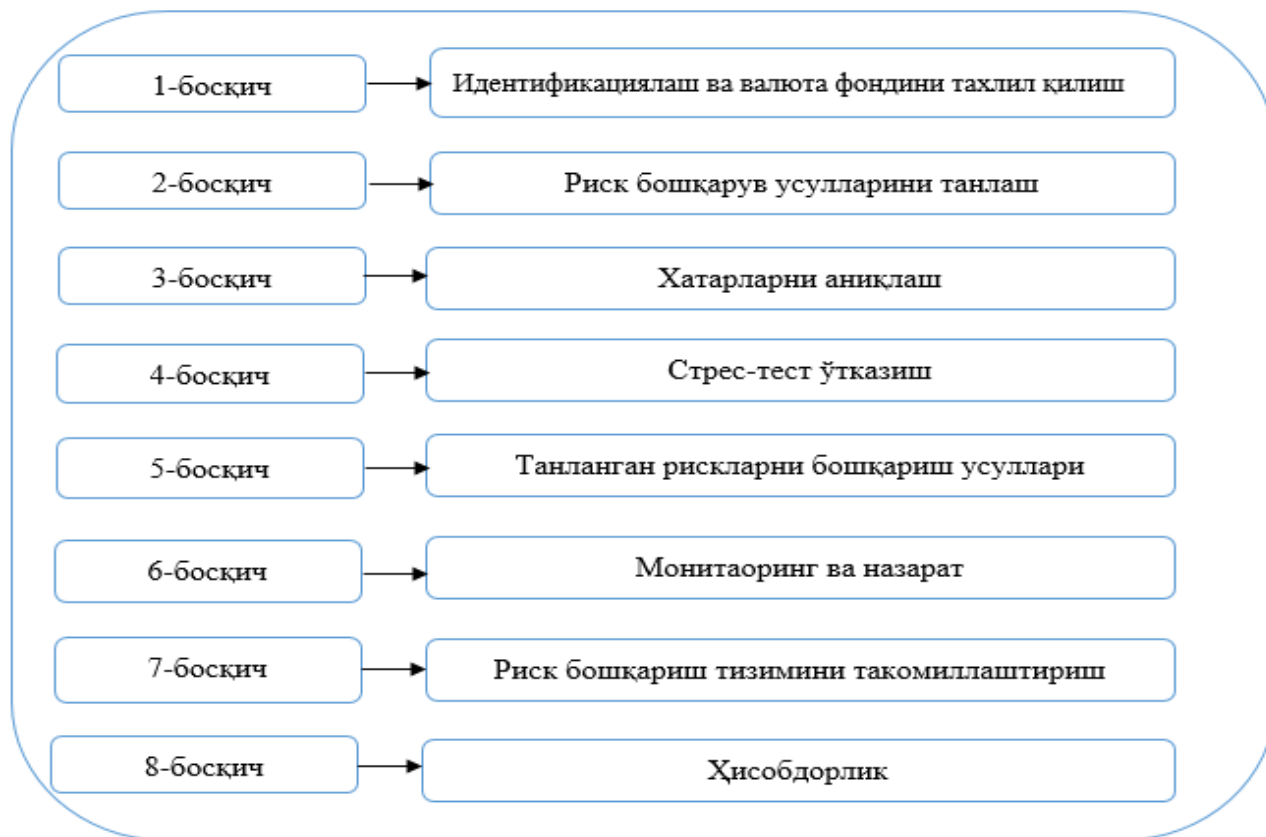 1-босқич
Идентификациялаш ва валюта фондини тахлил қилиш
2-босқич
Риск бошқарув усулларини танлаш
3-босқич
Хатарларни аниқлаш
4-босқич
Стрес-тест ўтказиш
5-босқич
Танланган рискларни бошқариш усуллари
6-босқич
Монитаоринг ва назарат
7-босқич
Риск бошқариш тизимини такомиллаштириш
8-босқич
Ҳисобдорлик